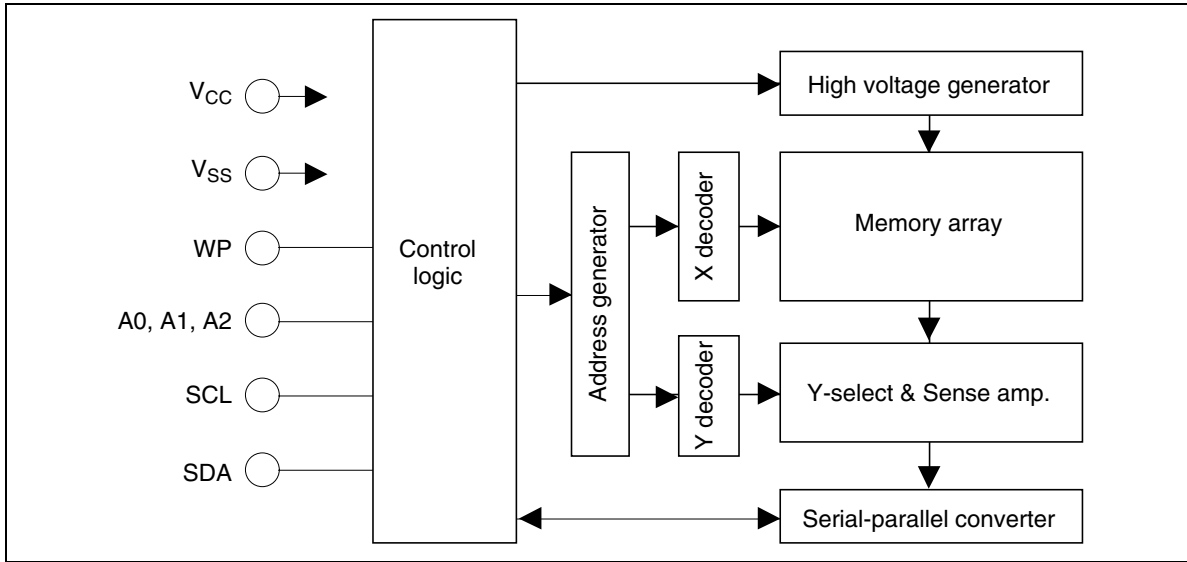 VCC
VSS
WP
A0, A1, A2
SCL
SDA
Control
logic
Address generator
X decoder
Y decoder
High voltage generator
Memory array
Y-select & Sense amp.
Serial-parallel converter